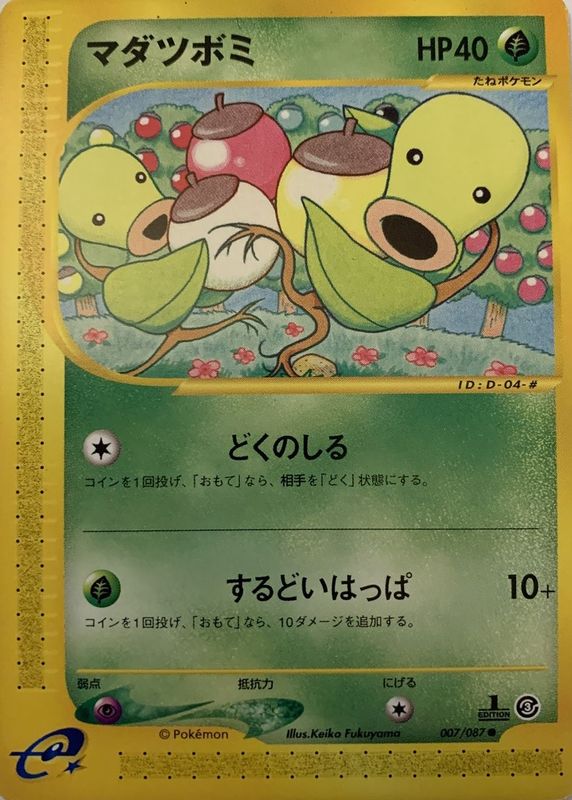 マダツボミ HP40
たねポケモン
ID:D-04-#
どくのしる
コインを1回投げ、「おもて」なら、相手を「どく」状態にする。
するどいはっぱ 10+
コインを1回投げ、「おもて」なら、10ダメージを追加する。
弱点 抵抗力 にげる
1 EDITION 3
© Pokémon Illus.Keiko Fukuyama 007/087 ●
e